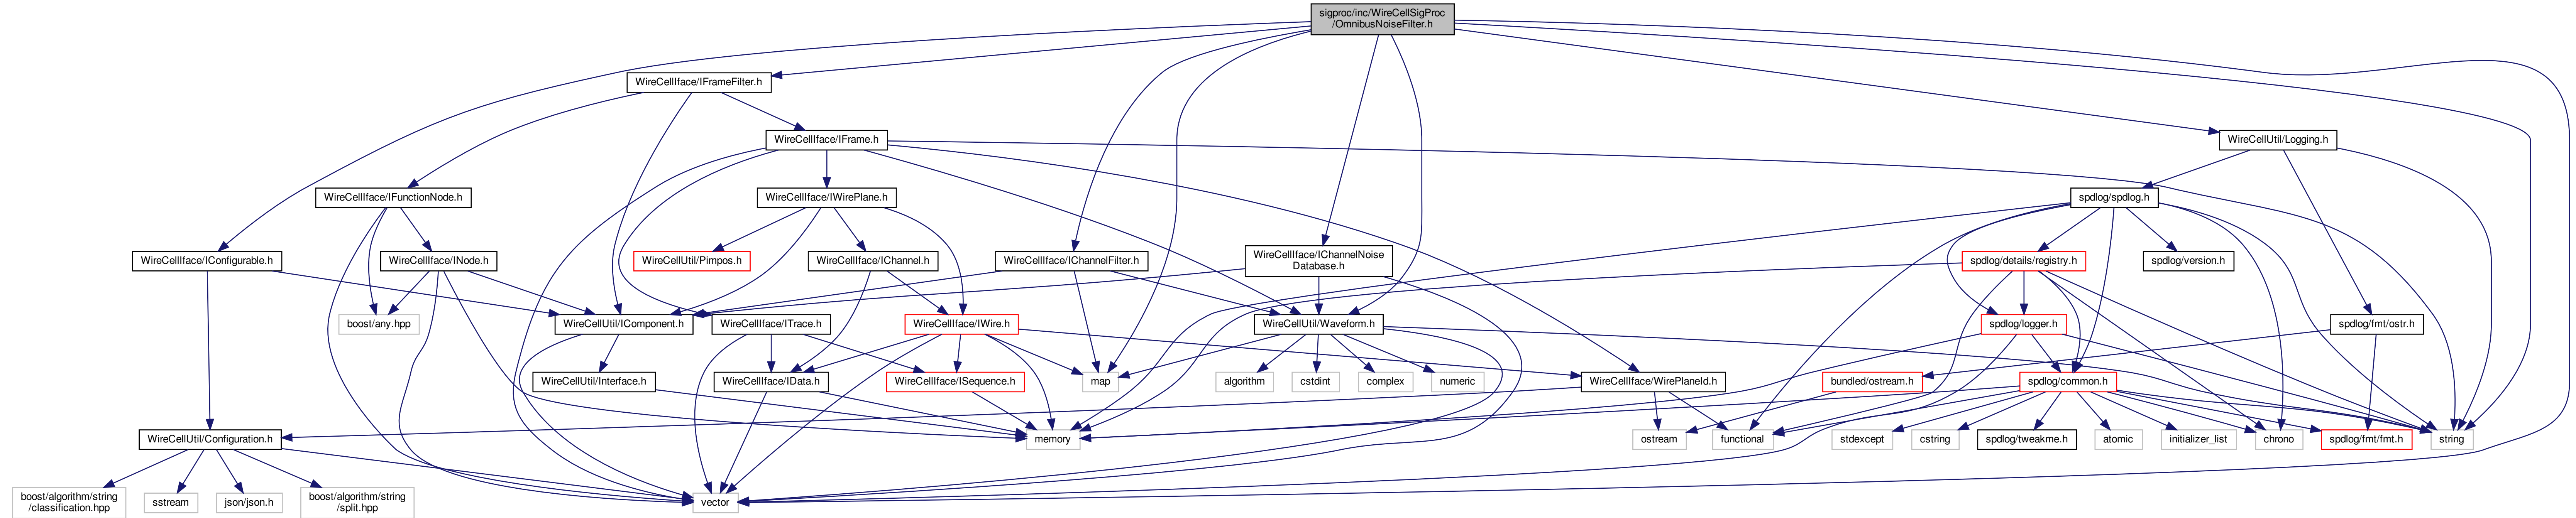 sigproc/inc/WireCellSigProc
/OmnibusNoiseFilter.h
WireCellIface/IFrameFilter.h
WireCellIface/IFrame.h
WireCellUtil/Logging.h
WireCellIface/IFunctionNode.h
WireCellIface/IWirePlane.h
spdlog/spdlog.h
WireCellIface/IConfigurable.h
WireCellIface/INode.h
WireCellUtil/Pimpos.h
WireCellIface/IChannel.h
WireCellIface/IChannelFilter.h
WireCellIface/IChannelNoise
Database.h
spdlog/details/registry.h
spdlog/version.h
boost/any.hpp
WireCellUtil/IComponent.h
WireCellIface/ITrace.h
WireCellIface/IWire.h
WireCellUtil/Waveform.h
spdlog/logger.h
spdlog/fmt/ostr.h
WireCellUtil/Interface.h
WireCellIface/IData.h
WireCellIface/ISequence.h
map
algorithm
cstdint
complex
numeric
WireCellIface/WirePlaneId.h
bundled/ostream.h
spdlog/common.h
WireCellUtil/Configuration.h
memory
ostream
functional
stdexcept
cstring
spdlog/tweakme.h
atomic
initializer_list
chrono
spdlog/fmt/fmt.h
string
boost/algorithm/string
/classification.hpp
sstream
json/json.h
boost/algorithm/string
/split.hpp
vector